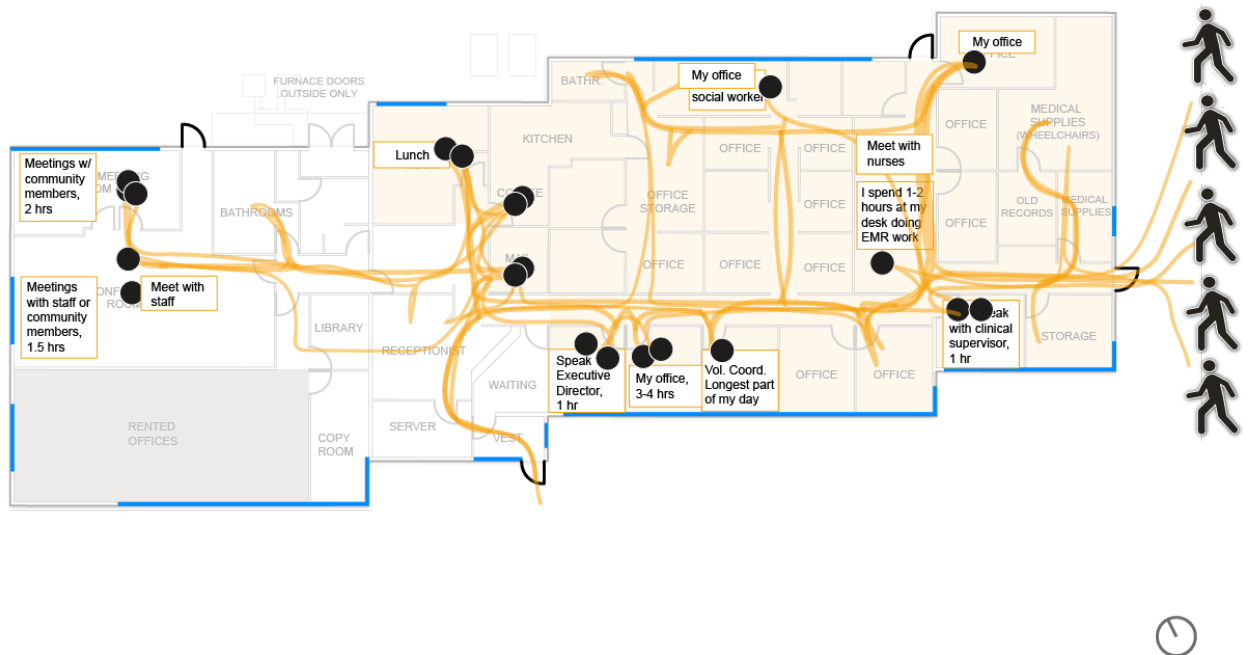 My office
ICE
My office
social worker
FURNACE DOORS
OUTSIDE ONLY
BATHR.
KITCHEN
OFFICE
OFFICE
OFFICE
MEDICAL
SUPPLIES
(WHEELCHAIRS)
Meet with
nurses
Lunch
Meetings w/
community
members,
2 hrs
BATHROOMS
OFFICE
STORAGE
OFFICE
I spend 1-2
hours at my
desk doing
EMR work
OFFICE
OLD
RECORDS
MEDICAL
SUPPLIES
OFFICE
OFFICE
OFFICE
Meetings
with staff or
community
members,
1.5 hrs
Meet with
staff
ROOM
LIBRARY
RECEPTIONIST
WAITING
Speak
Executive
Director,
1 hr
My office,
3-4 hrs
Vol. Coord.
Longest part
of my day
OFFICE
OFFICE
with clinical
supervisor,
1 hr
STORAGE
RENTED
OFFICES
COPY
ROOM
SERVER
VEST.